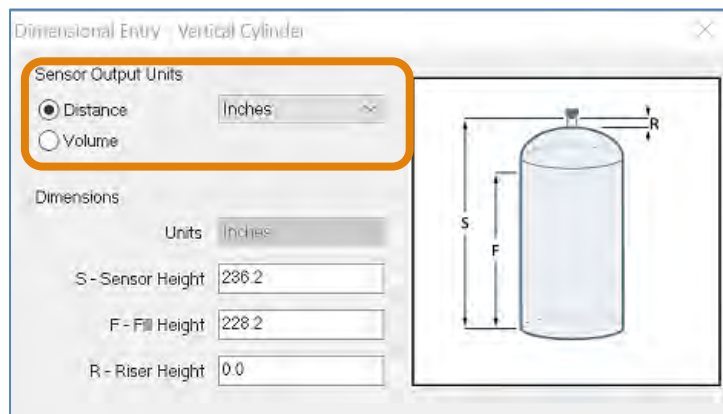 Dimensional Entry - Vertical Cylinder
Sensor Output Units
Distance
Inches
Volume
Dimensions
Units
Inches
S - Sensor Height
236.2
F - Fill Height
228.2
R - Riser Height
0.0
R
S
F